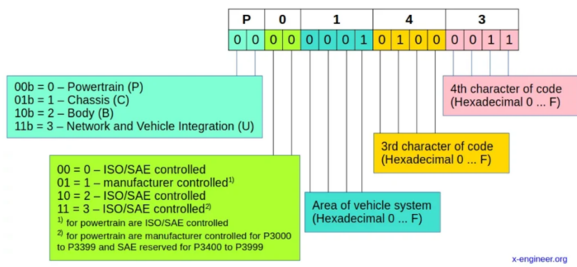 P 0 1 4 3
0 0 0 0 0 0 0 1 0 1 0 0 0 0 1 1
00b = 0 – Powertrain (P)
01b = 1 – Chassis (C)
10b = 2 – Body (B)
11b = 3 – Network and Vehicle Integration (U)
4th character of code
(Hexadecimal 0 ... F)
3rd character of code
(Hexadecimal 0 ... F)
00 = 0 – ISO/SAE controlled
01 = 1 – manufacturer controlled1)
10 = 2 – ISO/SAE controlled
11 = 3 – ISO/SAE controlled2)
1) for powertrain are ISO/SAE controlled
2) for powertrain are manufacturer controlled for P3000
to P3399 and SAE reserved for P3400 to P3999
Area of vehicle system
(Hexadecimal 0 ... F)
x-engineer.org